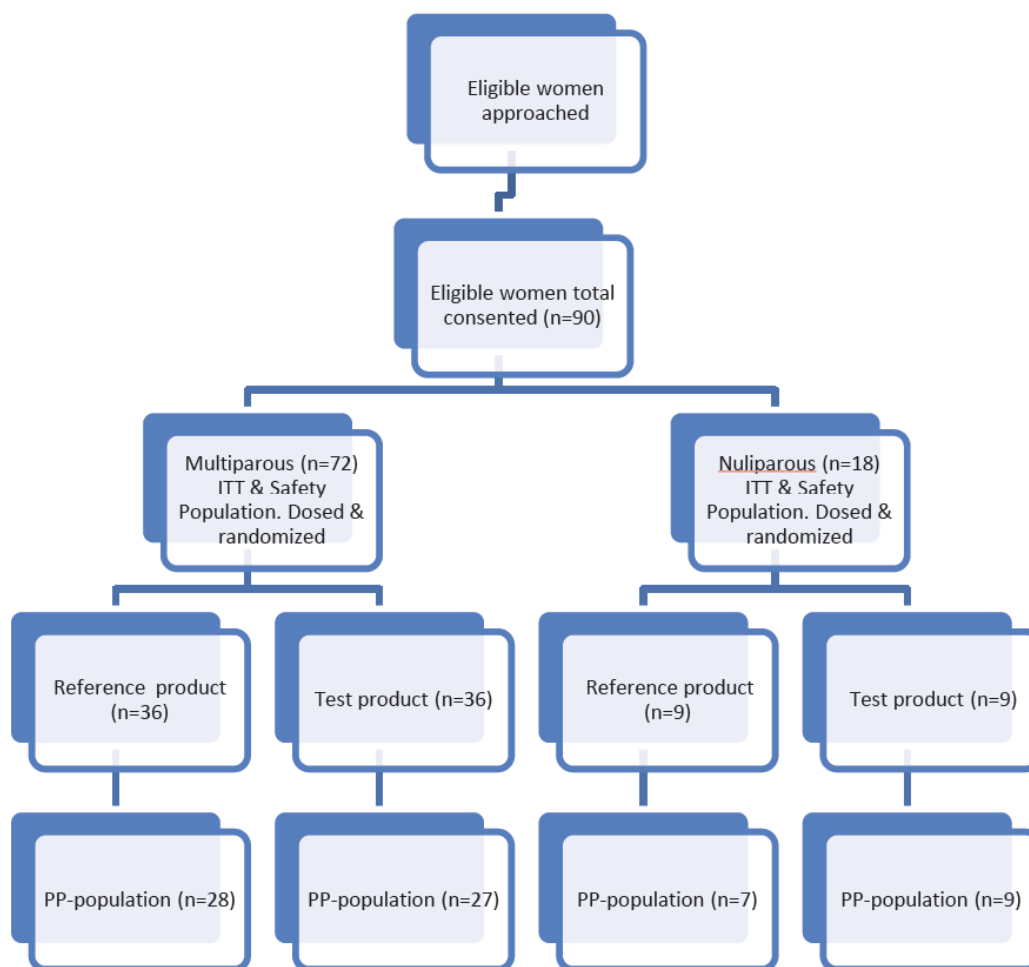 Eligible women
approached
Eligible women total
consented (n=90)
Multiparous (n=72)
ITT & Safety
Population. Dosed &
randomized
Nuliparous (n=18)
ITT & Safety
Population. Dosed &
randomized
Reference product
(n=36)
Test product (n=36)
Reference product
(n=9)
Test product (n=9)
PP-population (n=28)
PP-population (n=27)
PP-population (n=7)
PP-population (n=9)